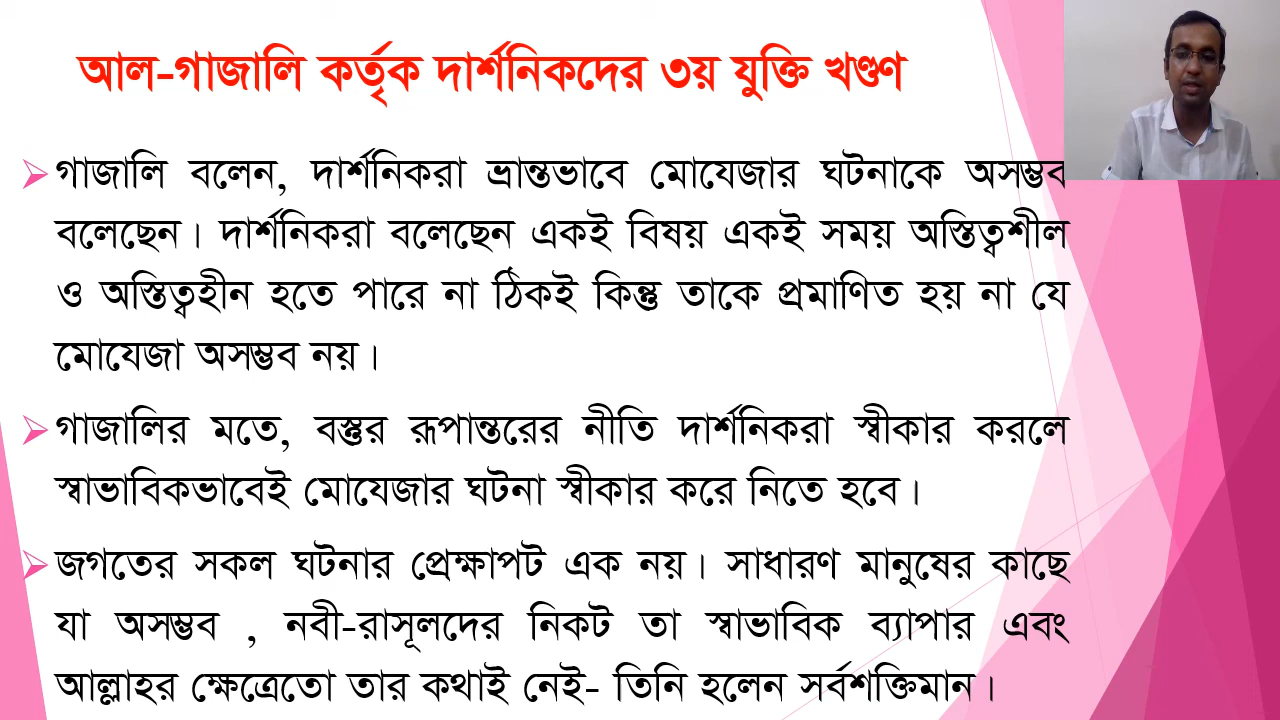 আল-গাজালি কর্তৃক দার্শনিকদের ৩য় যুক্তি খণ্ডণ
গাজালি বলেন, দার্শনিকরা ভ্রান্তভাবে মোযেজার ঘটনাকে অসম্ভব
বলেছেন। দার্শনিকরা বলেছেন একই বিষয় একই সময় অস্তিত্বশীল
ও অস্তিত্বহীন হতে পারে না ঠিকই কিন্তু তাকে প্রমাণিত হয় না যে
মোযেজা অসম্ভব নয়।
গাজালির মতে, বস্তুর রূপান্তরের নীতি দার্শনিকরা স্বীকার করলে
স্বাভাবিকভাবেই মোযেজার ঘটনা স্বীকার করে নিতে হবে।
জগতের সকল ঘটনার প্রেক্ষাপট এক নয়। সাধারণ মানুষের কাছে
যা অসম্ভব , নবী-রাসূলদের নিকট তা স্বাভাবিক ব্যাপার এবং
আল্লাহর ক্ষেত্রেতো তার কথাই নেই- তিনি হলেন সর্বশক্তিমান।